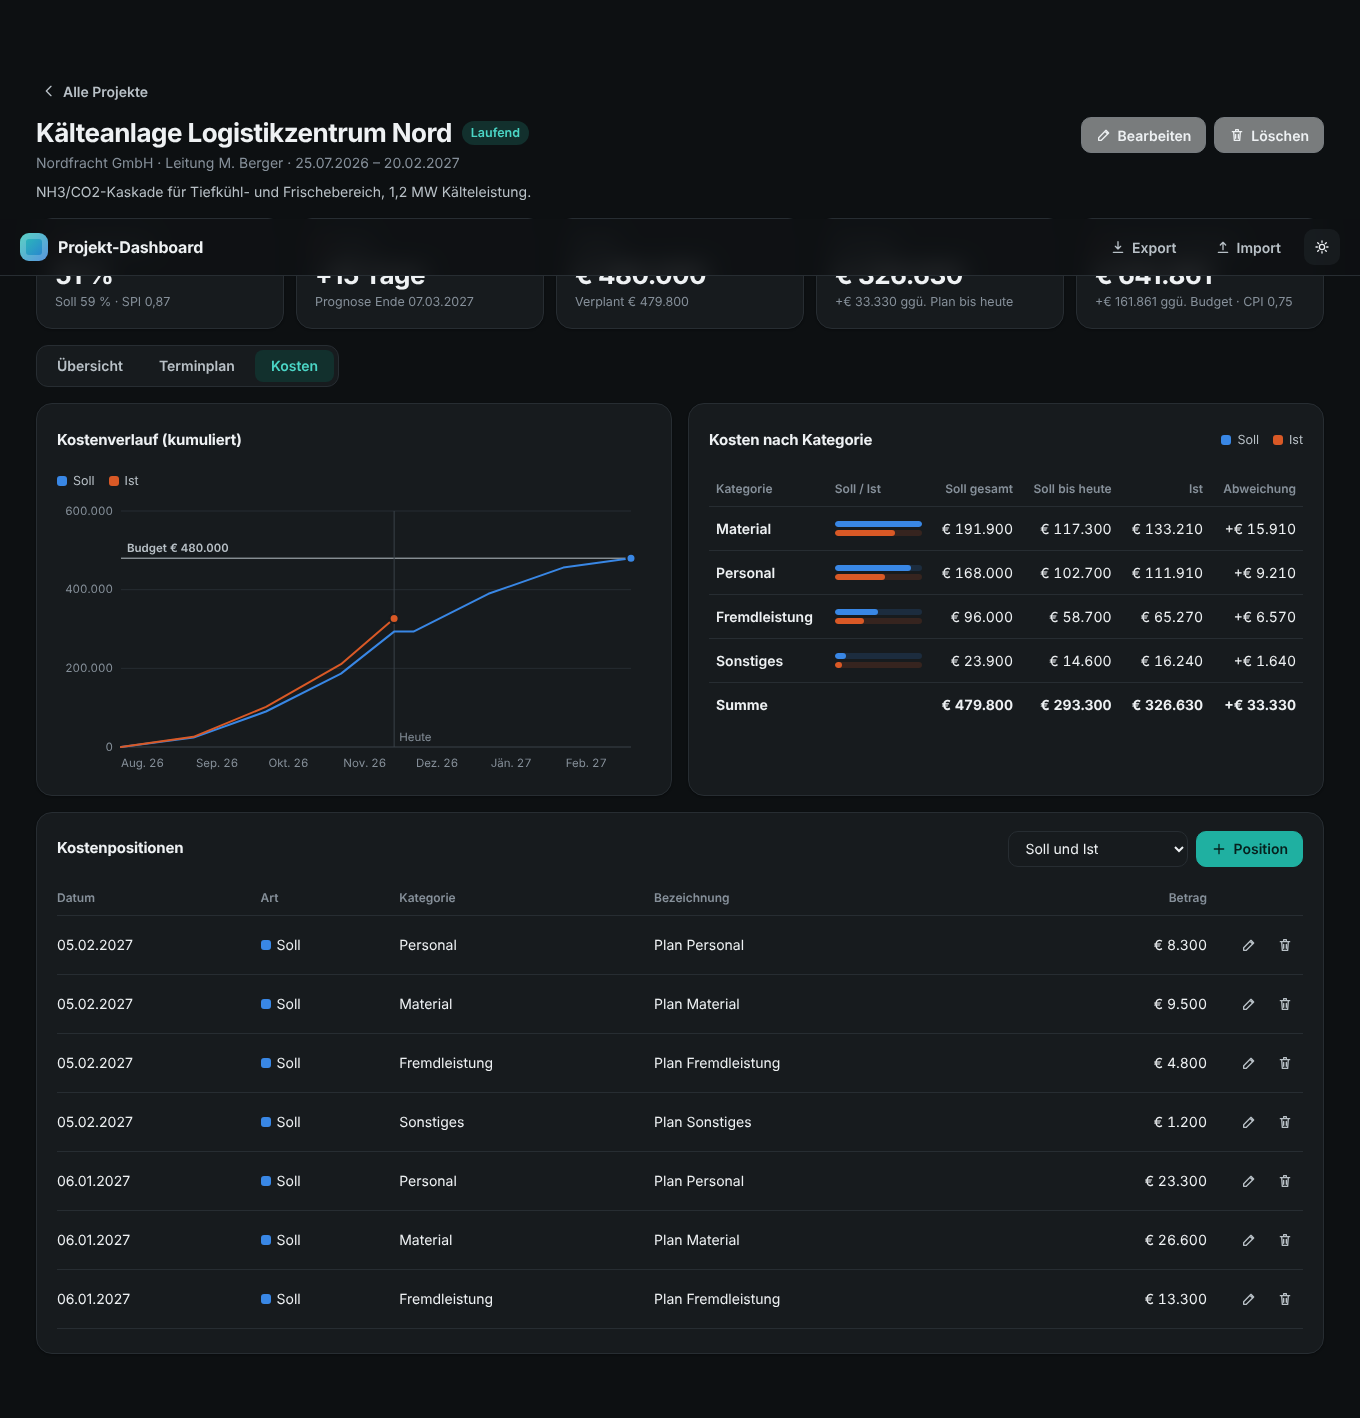 Alle Projekte
Kälteanlage Logistikzentrum Nord Laufend
Bearbeiten Löschen
Nordfracht GmbH · Leitung M. Berger · 25.07.2026 – 20.02.2027
NH3/CO2-Kaskade für Tiefkühl- und Frischebereich, 1,2 MW Kälteleistung.
Projekt-Dashboard Export Import
51 % +15 Tage € 480.000 € 326.630 € 641.861
Soll 59 % · SPI 0,87 Prognose Ende 07.03.2027 Verplant € 479.800 +€ 33.330 ggü. Plan bis heute +€ 161.861 ggü. Budget · CPI 0,75
Übersicht Terminplan Kosten
Kostenverlauf (kumuliert)
Soll Ist
600.000
Budget € 480.000
400.000
200.000
Heute
0
Aug. 26 Sep. 26 Okt. 26 Nov. 26 Dez. 26 Jän. 27 Feb. 27
Kosten nach Kategorie Soll Ist
Kategorie Soll / Ist Soll gesamt Soll bis heute Ist Abweichung
Material € 191.900 € 117.300 € 133.210 +€ 15.910
Personal € 168.000 € 102.700 € 111.910 +€ 9.210
Fremdleistung € 96.000 € 58.700 € 65.270 +€ 6.570
Sonstiges € 23.900 € 14.600 € 16.240 +€ 1.640
Summe € 479.800 € 293.300 € 326.630 +€ 33.330
Kostenpositionen Soll und Ist Position
Datum Art Kategorie Bezeichnung Betrag
05.02.2027 Soll Personal Plan Personal € 8.300
05.02.2027 Soll Material Plan Material € 9.500
05.02.2027 Soll Fremdleistung Plan Fremdleistung € 4.800
05.02.2027 Soll Sonstiges Plan Sonstiges € 1.200
06.01.2027 Soll Personal Plan Personal € 23.300
06.01.2027 Soll Material Plan Material € 26.600
06.01.2027 Soll Fremdleistung Plan Fremdleistung € 13.300